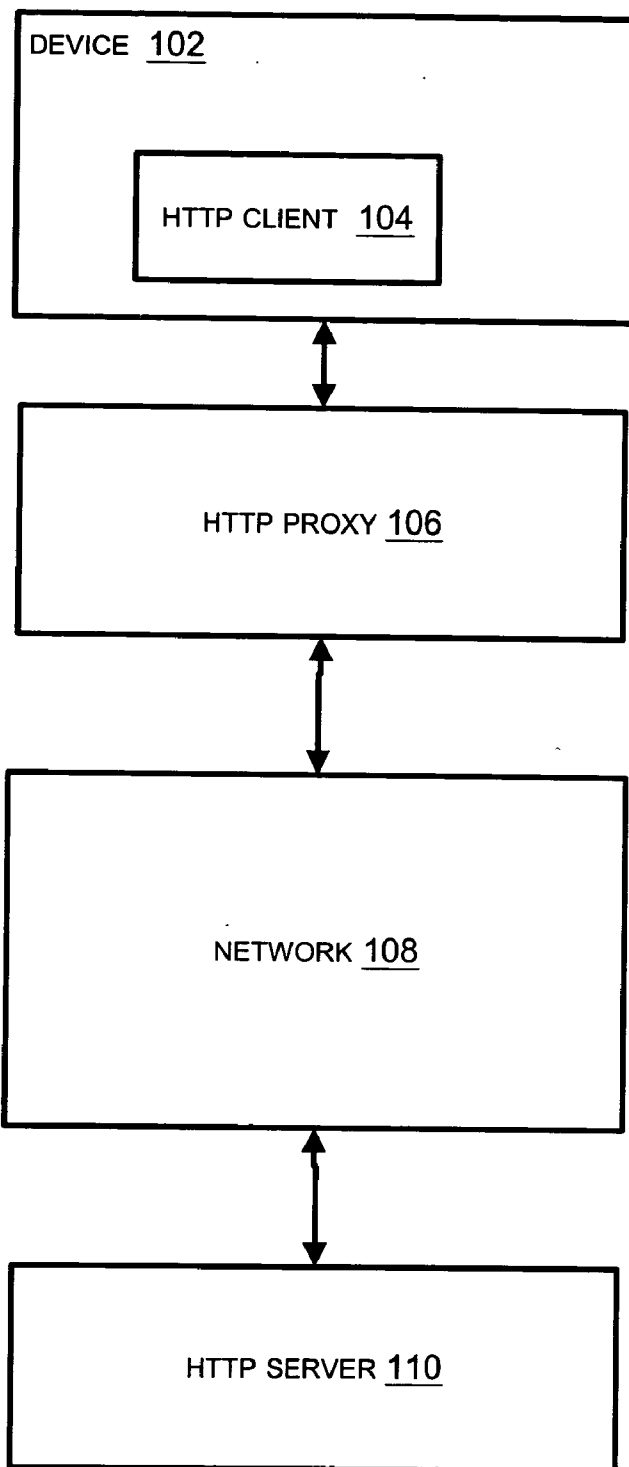 DEVICE 102
HTTP CLIENT 104
HTTP PROXY 106
NETWORK 108
HTTP SERVER 110